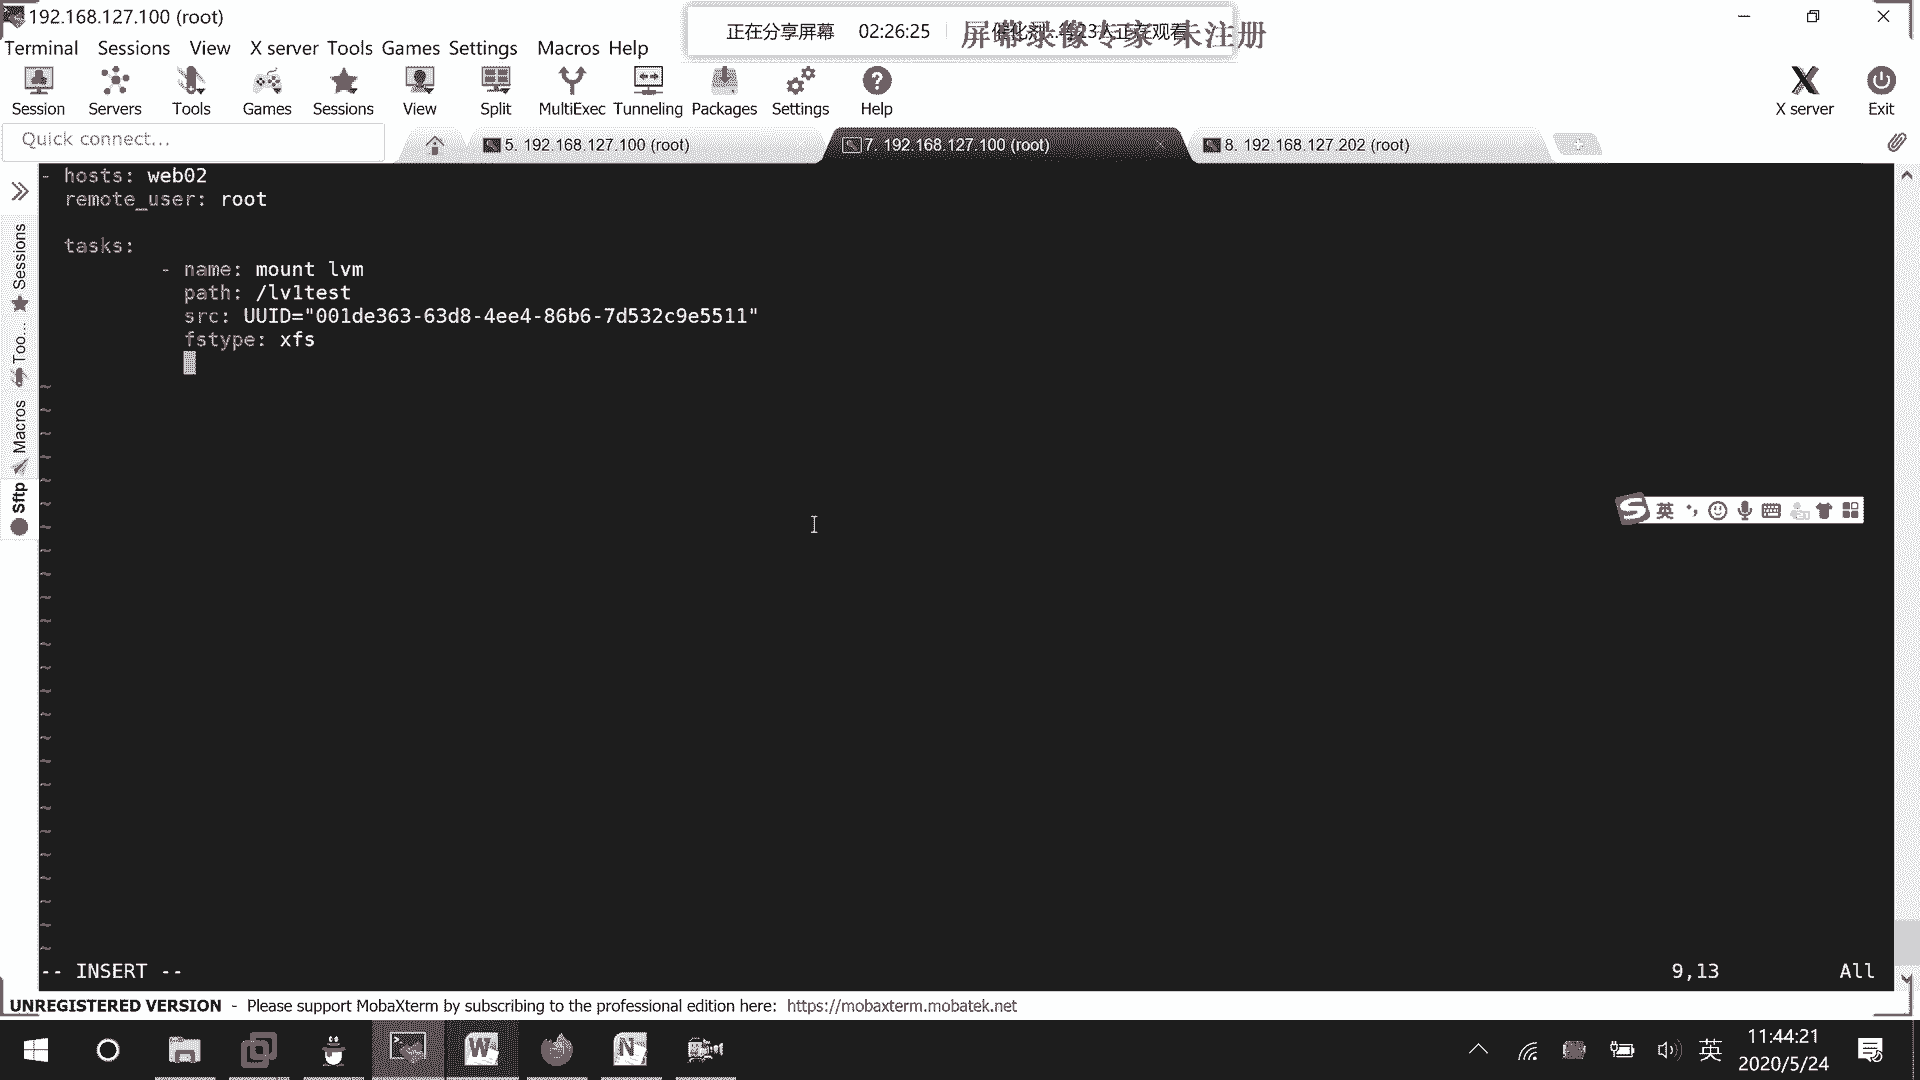 192.168.127.100 (root)
正在分享屏幕 02:26:25
屏幕录像专家 未注册
Terminal Sessions View X server Tools Games Settings Macros Help
Session Servers Tools Games Sessions View Split MultiExec Tunneling Packages Settings Help X server Exit
Quick connect...
5. 192.168.127.100 (root)
7. 192.168.127.100 (root)
8. 192.168.127.202 (root)
Sessions
Too...
Macros
Sftp
- hosts: web02
remote_user: root
tasks:
- name: mount lvm
path: /lv1test
src: UUID="001de363-63d8-4ee4-86b6-7d532c9e5511"
fstype: xfs
英
-- INSERT -- 9,13 All
UNREGISTERED VERSION - Please support MobaXterm by subscribing to the professional edition here: https://mobaxterm.mobatek.net
英
11:44:21
2020/5/24